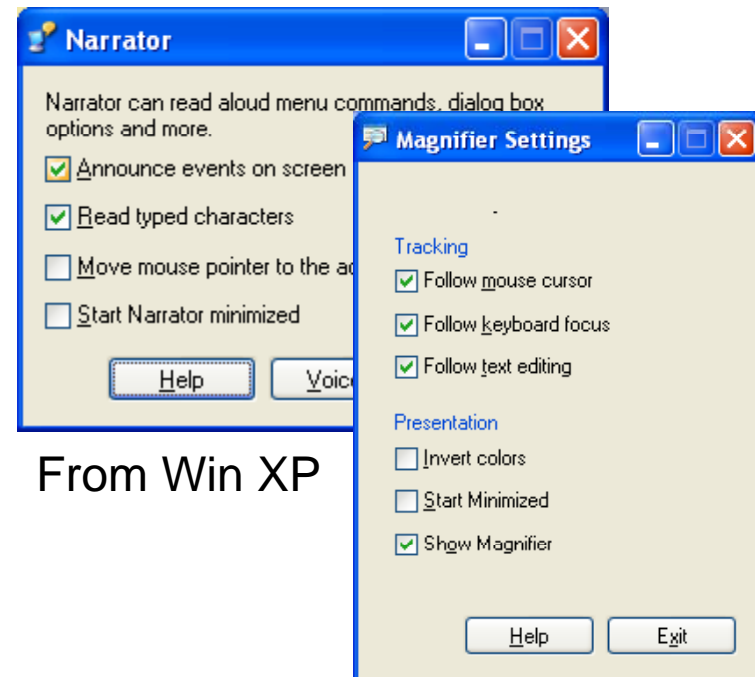 Narrator
Narrator can read aloud menu commands, dialog box
options and more.
Announce events on screen
Read typed characters
Move mouse pointer to the
Start Narrator minimized
Help
From Win XP
Magnifier Settings
Tracking
Follow mouse cursor
Follow keyboard focus
Follow text editing
Presentation
Invert colors
Start Minimized
Show Magnifier
Help Exit